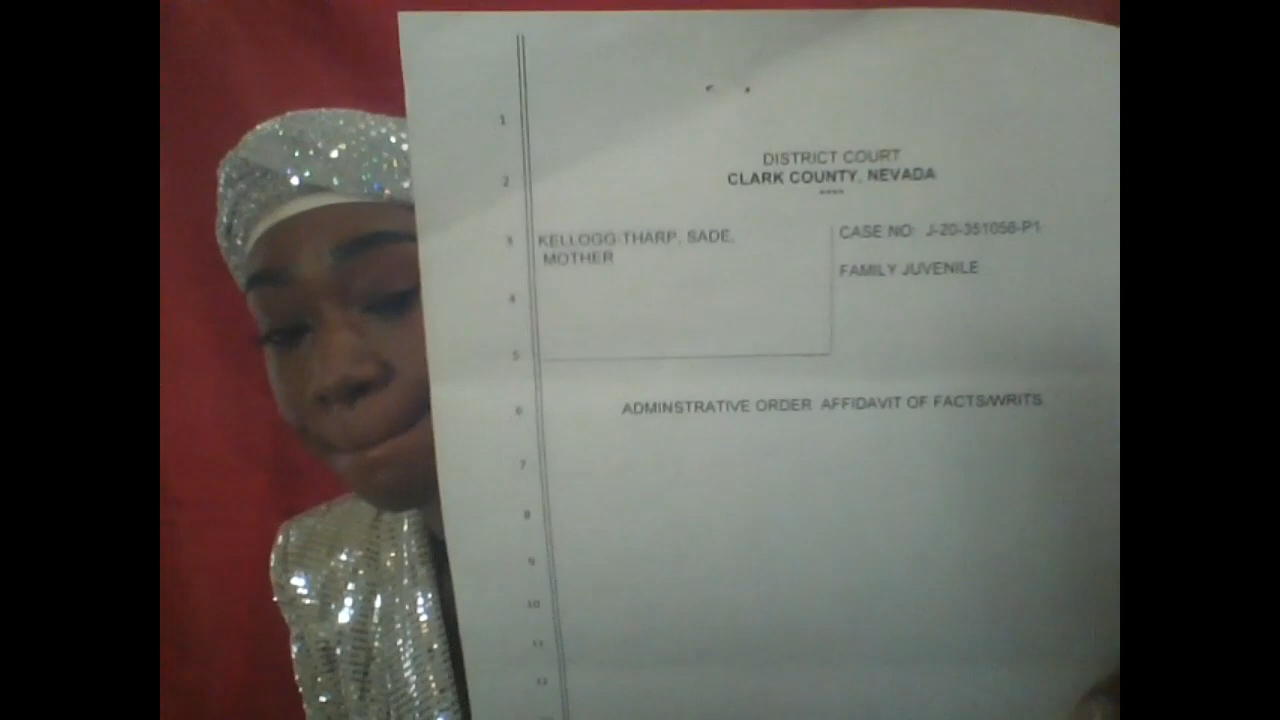 DISTRICT COURT
CLARK COUNTY, NEVADA
****
KELLOGG-THARP, SADE,
MOTHER
CASE NO: J-20-351056-P1
FAMILY JUVENILE
ADMINSTRATIVE ORDER AFFIDAVIT OF FACTS/WRITS
1
2
3
4
5
6
7
8
9
10
11
12